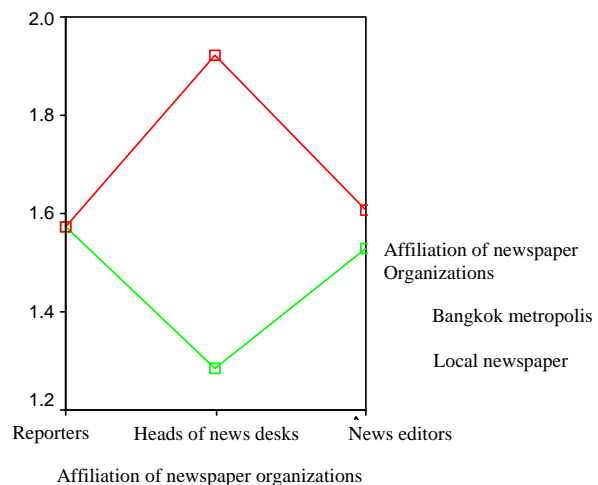 2.0
1.8
1.6
1.4
1.2
Reporters Heads of news desks News editors
Affiliation of newspaper organizations
Affiliation of newspaper
Organizations
Bangkok metropolis
Local newspaper